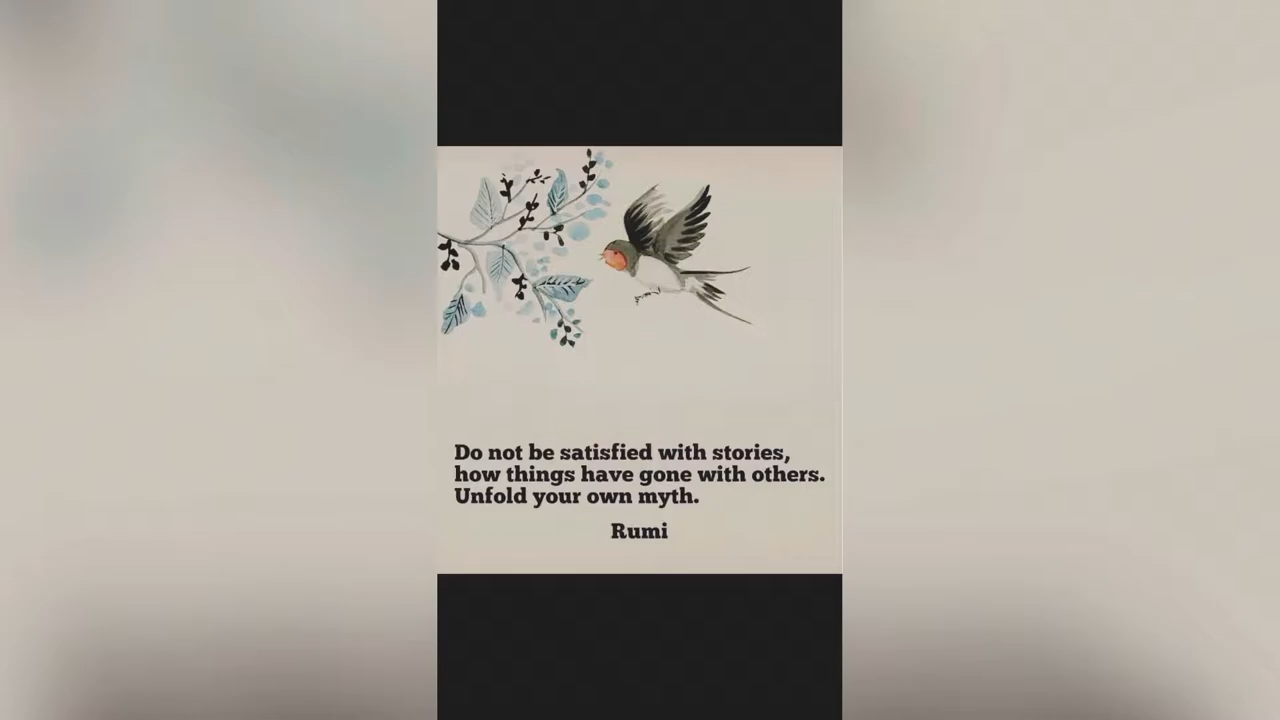 Do not be satisfied with stories,
how things have gone with others.
Unfold your own myth.
Rumi